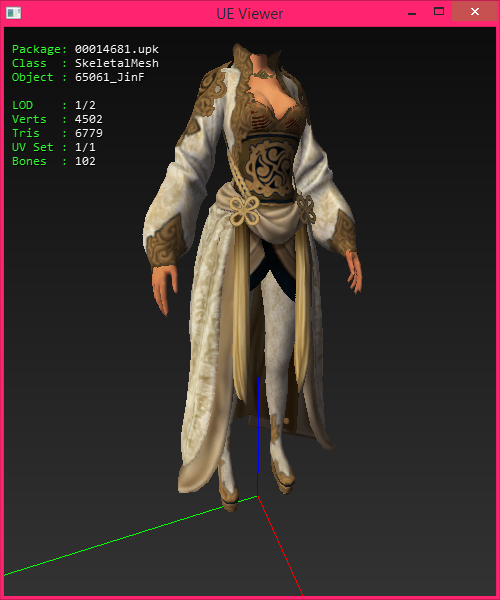 UE Viewer
Package: 00014681.upk
Class  : SkeletalMesh
Object : 65061_JinF
LOD    : 1/2
Verts  : 4502
Tris   : 6779
UV Set : 1/1
Bones  : 102